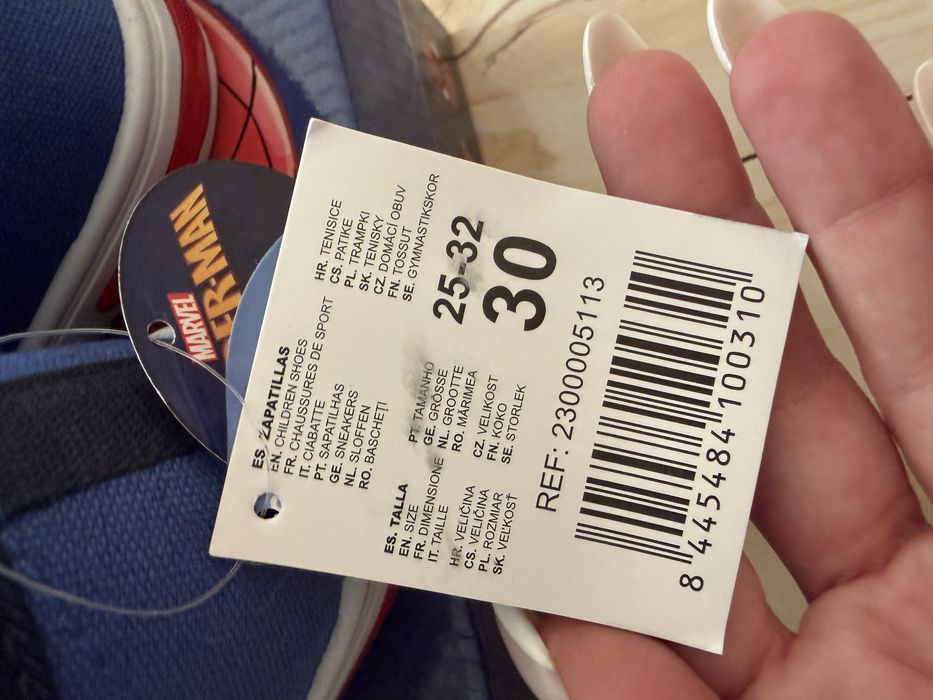 MARVEL
ER-MAN
ES. ZAPATILLAS
EN. CHILDREN SHOES
FR. CHAUSSURES DE SPORT
IT. CIABATTE
PT. SAPATILHAS
GE. SNEAKERS
NL. SLOFFEN
RO. BASCHEȚI
HR. TENISICE
CS. PATIKE
PL. TRAMPKI
SK. TENISKY
CZ. DOMÁCÍ OBUV
FN. TOSSUT
SE. GYMNASTIKSKOR
ES. TALLA
EN. SIZE
FR. DIMENSIONE
IT. TAILLE
HR. VELIČINA
CS. VELIČINA
PL. ROZMIAR
SK. VEĽKOSŤ
PT. TAMANHO
GE. GRÖSSE
NL. GROOTTE
RO. MĂRIMEA
CZ. VELIKOST
FN. KOKO
SE. STORLEK
25-32
30
REF: 2300005113
8 445484 100310